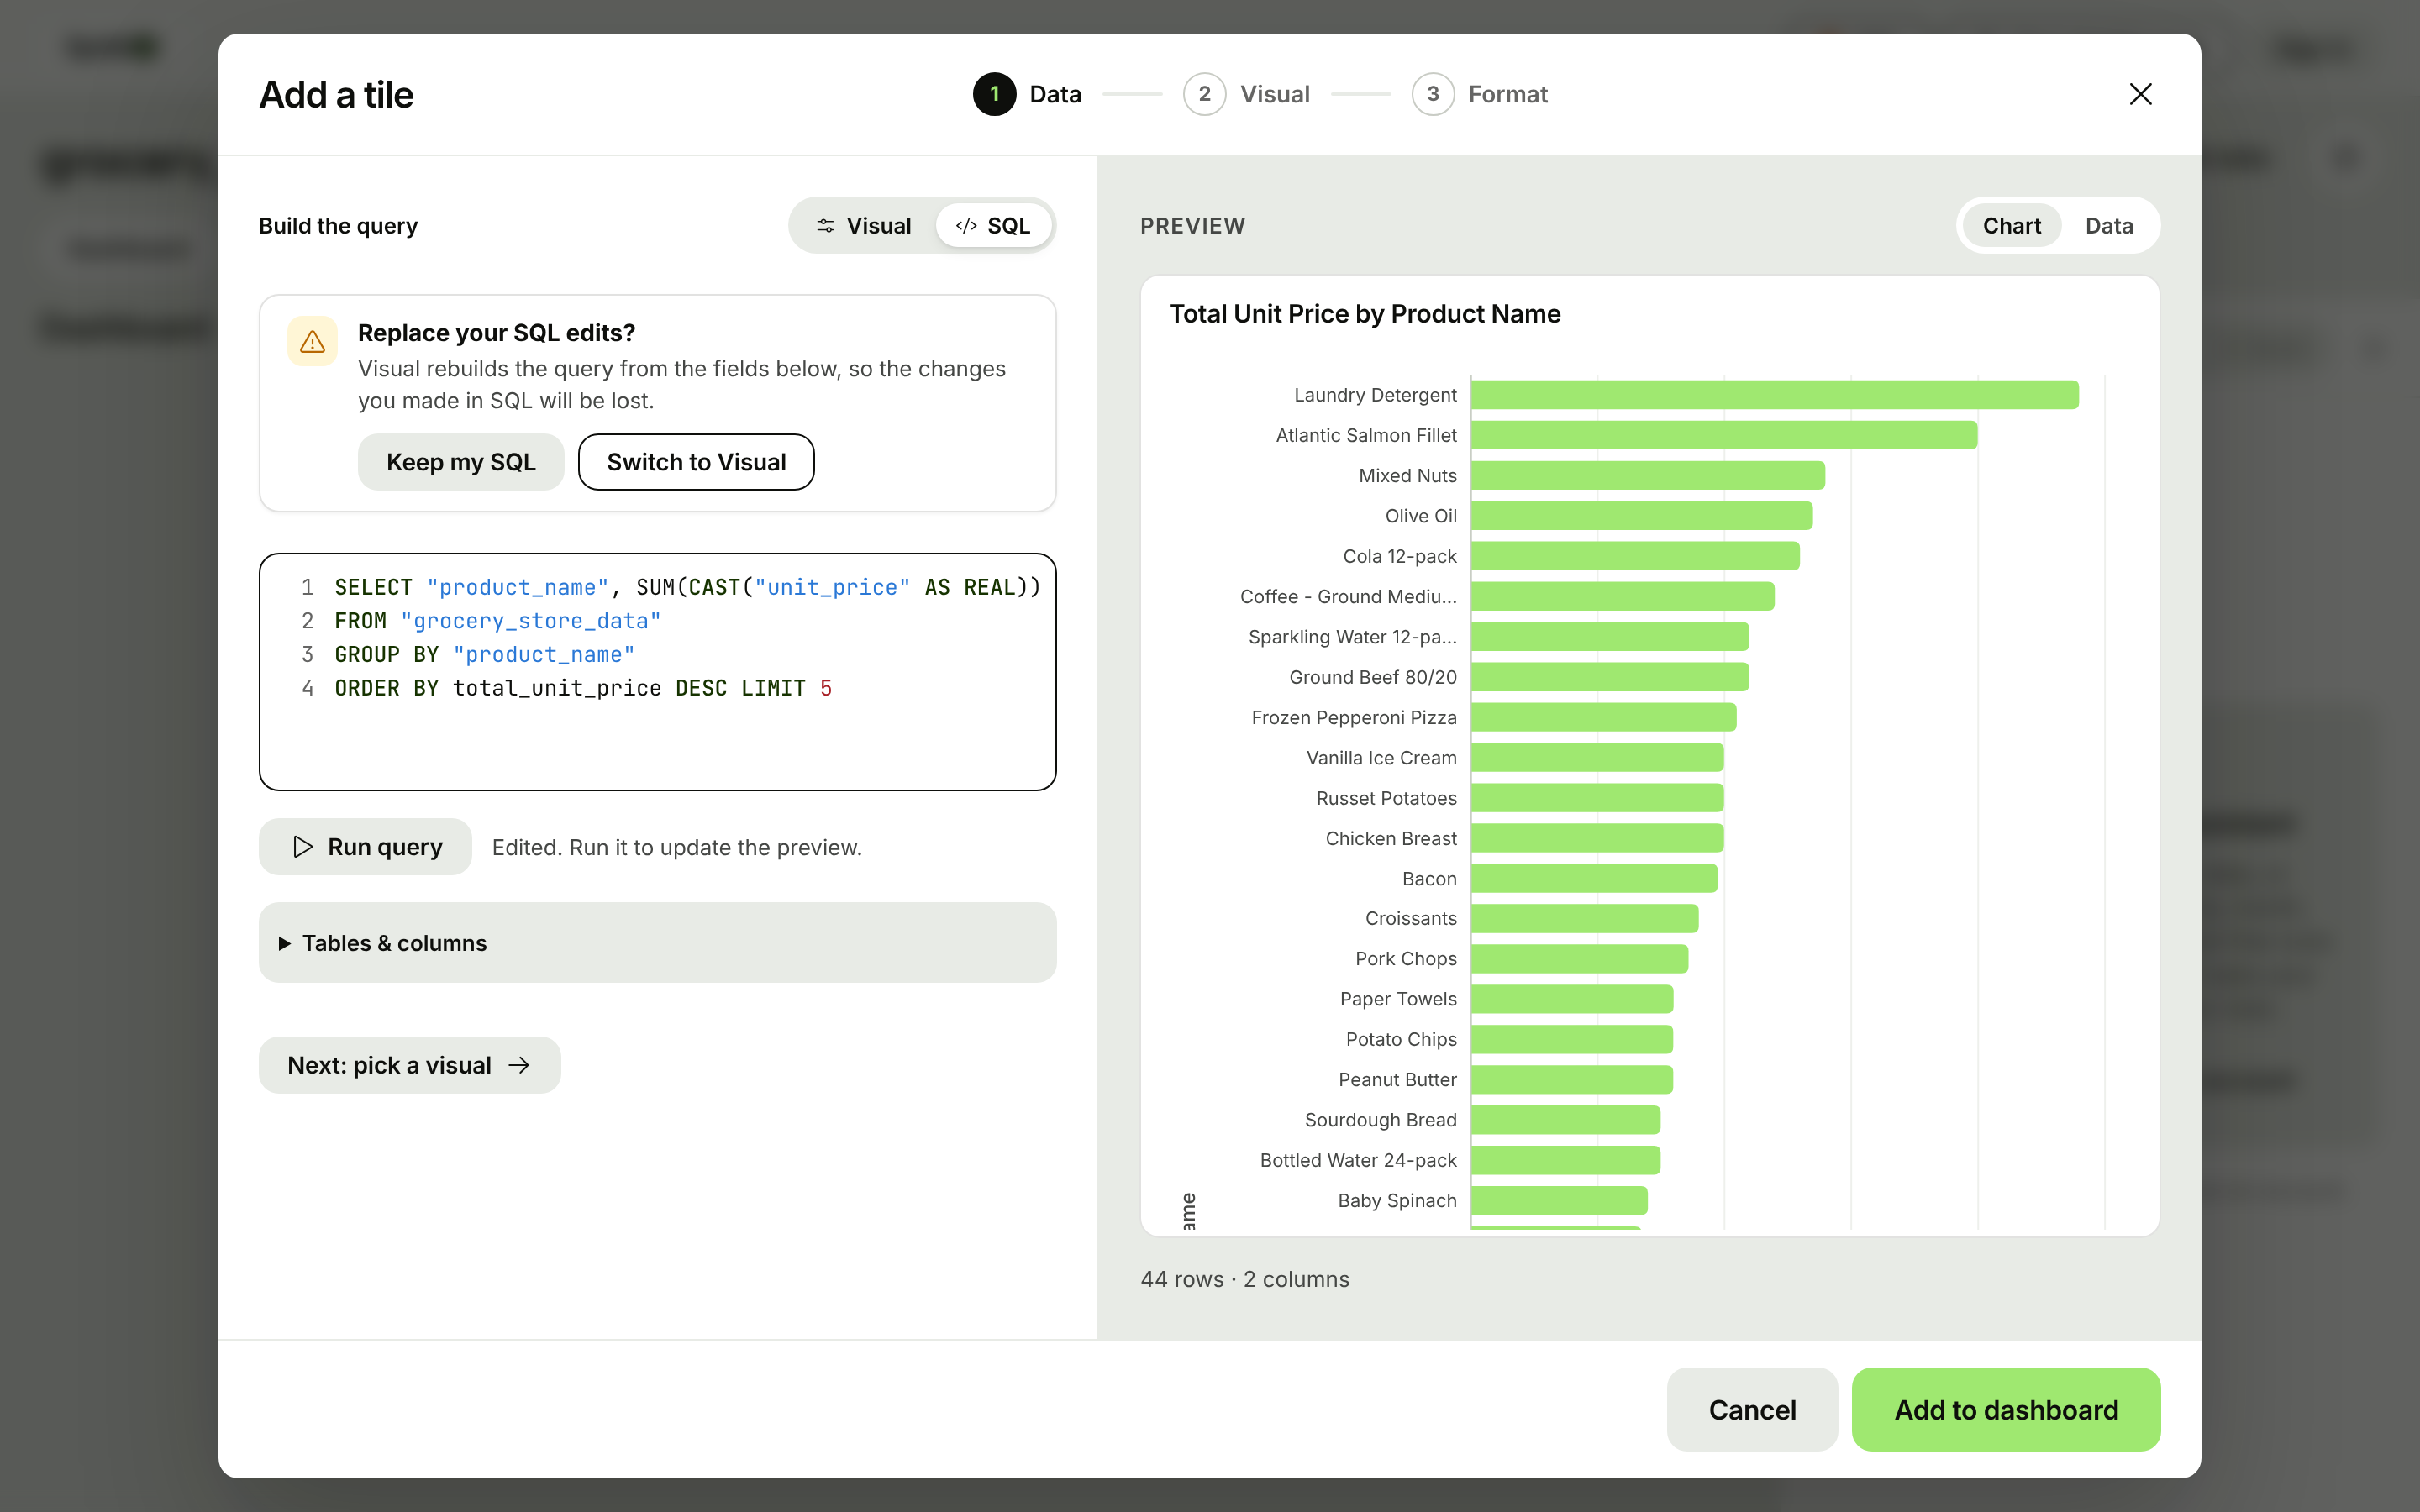 Add a tile
1 Data
2 Visual
3 Format
Build the query
Visual
SQL
Replace your SQL edits?
Visual rebuilds the query from the fields below, so the changes
you made in SQL will be lost.
Keep my SQL
Switch to Visual
1 SELECT "product_name", SUM(CAST("unit_price" AS REAL))
2 FROM "grocery_store_data"
3 GROUP BY "product_name"
4 ORDER BY total_unit_price DESC LIMIT 5
Run query
Edited. Run it to update the preview.
Tables & columns
Next: pick a visual
PREVIEW
Chart
Data
Total Unit Price by Product Name
Laundry Detergent
Atlantic Salmon Fillet
Mixed Nuts
Olive Oil
Cola 12-pack
Coffee - Ground Mediu...
Sparkling Water 12-pa...
Ground Beef 80/20
Frozen Pepperoni Pizza
Vanilla Ice Cream
Russet Potatoes
Chicken Breast
Bacon
Croissants
Pork Chops
Paper Towels
Potato Chips
Peanut Butter
Sourdough Bread
Bottled Water 24-pack
Baby Spinach
ame
44 rows · 2 columns
Cancel
Add to dashboard